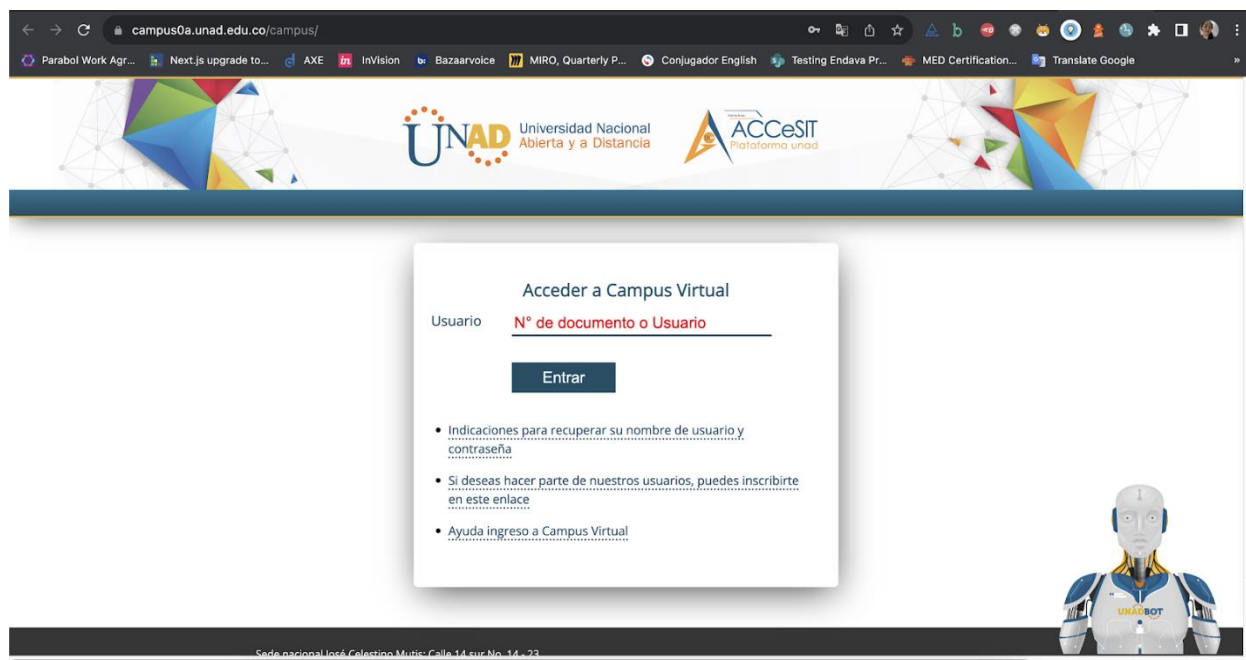 campus0a.unad.edu.co/campus/
Parabol Work Agr... Next.js upgrade to... AXE in InVision bv: Bazaarvoice MIRO, Quarterly P... Conjugador English Testing Endava Pr... MED Certification... Translate Google »
UNAD Universidad Nacional
Abierta y a Distancia
ACCeSIT
Plataforma unad
Acceder a Campus Virtual
Usuario N° de documento o Usuario
Entrar
• Indicaciones para recuperar su nombre de usuario y
contraseña
• Si deseas hacer parte de nuestros usuarios, puedes inscribirte
en este enlace
• Ayuda ingreso a Campus Virtual
UNADBOT
Sede nacional José Celestino Mutis: Calle 14 sur No. 14 - 23